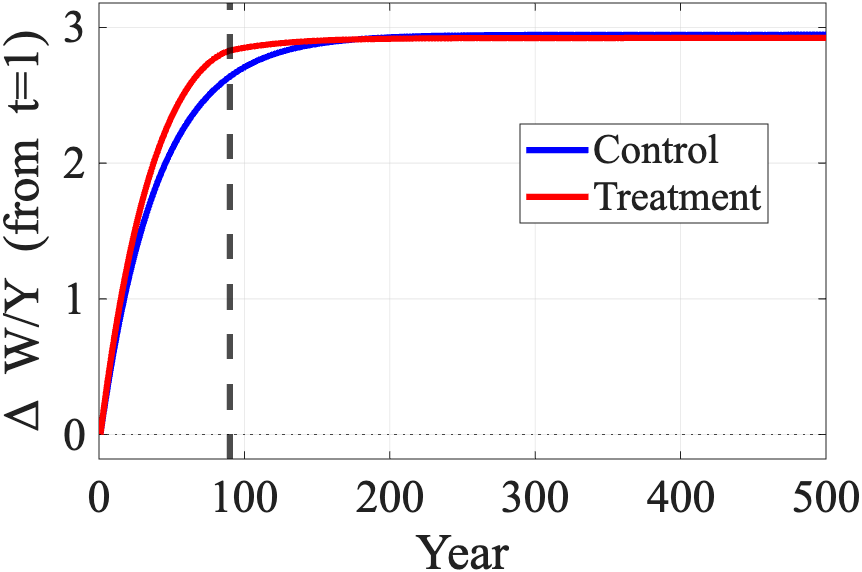 Δ W/Y (from t=1)
3
2
1
0
0 100 200 300 400 500
Year
Control
Treatment